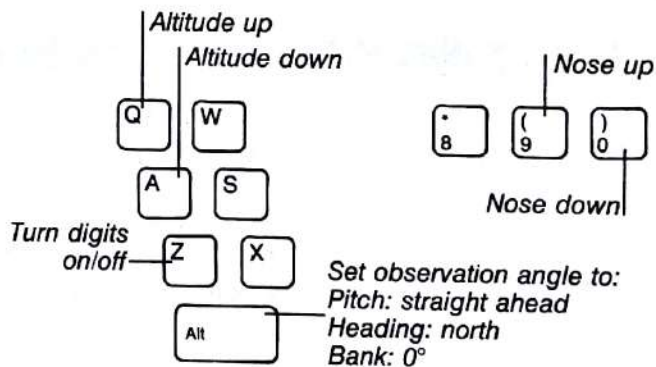 Altitude up
Altitude down
Nose up
Q W
* ( )
8 9 0
A S
Nose down
Turn digits
on/off
Z X
Set observation angle to:
Pitch: straight ahead
Alt
Heading: north
Bank: 0°